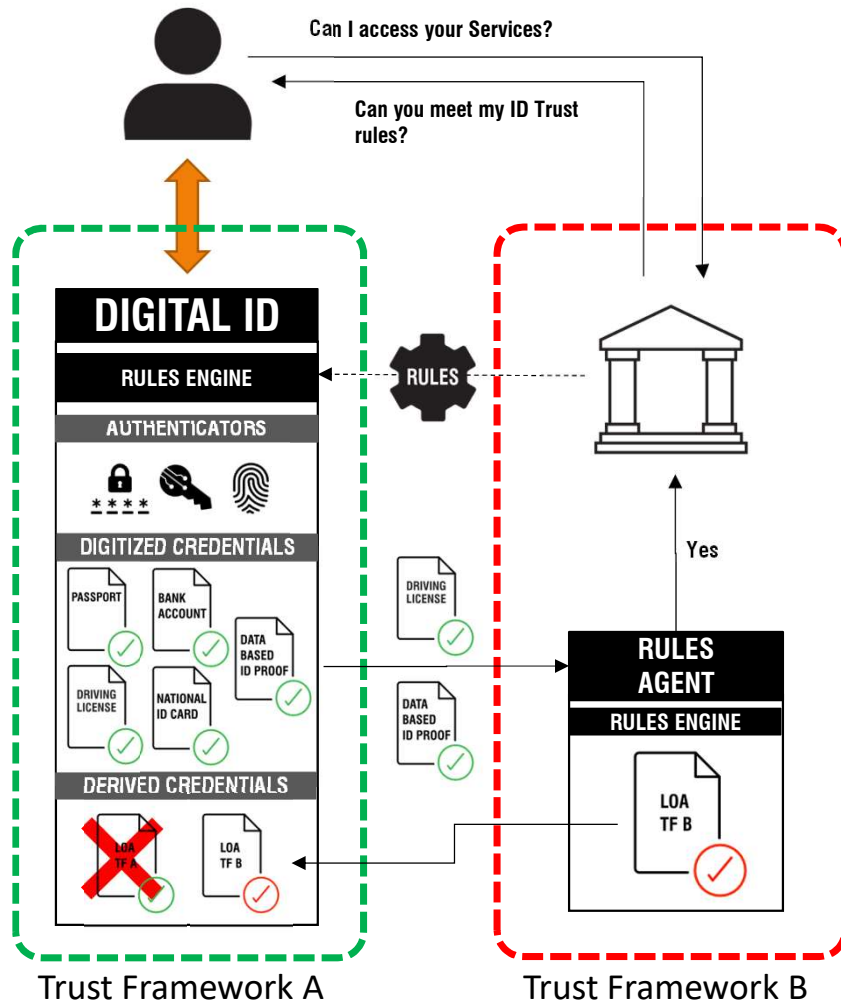 Can I access your Services?
Can you meet my ID Trust
rules?
DIGITAL ID
RULES ENGINE
RULES
AUTHENTICATORS
****
DIGITIZED CREDENTIALS
PASSPORT
BANK
ACCOUNT
DATA
BASED
ID PROOF
DRIVING
LICENSE
NATIONAL
ID CARD
DRIVING
LICENSE
DATA
BASED
ID PROOF
Yes
RULES
AGENT
RULES ENGINE
LOA
TF B
DERIVED CREDENTIALS
LOA
TF A
LOA
TF B
Trust Framework A
Trust Framework B